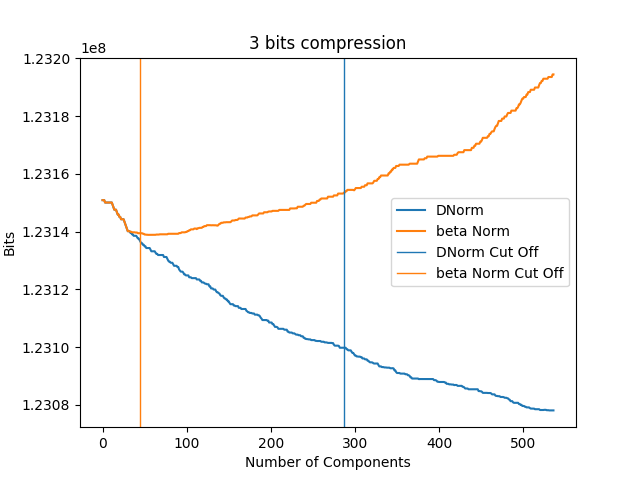 3 bits compression
1e8
1.2320
1.2318
1.2316
1.2314
1.2312
1.2310
1.2308
Bits
DNorm
beta Norm
DNorm Cut Off
beta Norm Cut Off
0 100 200 300 400 500
Number of Components